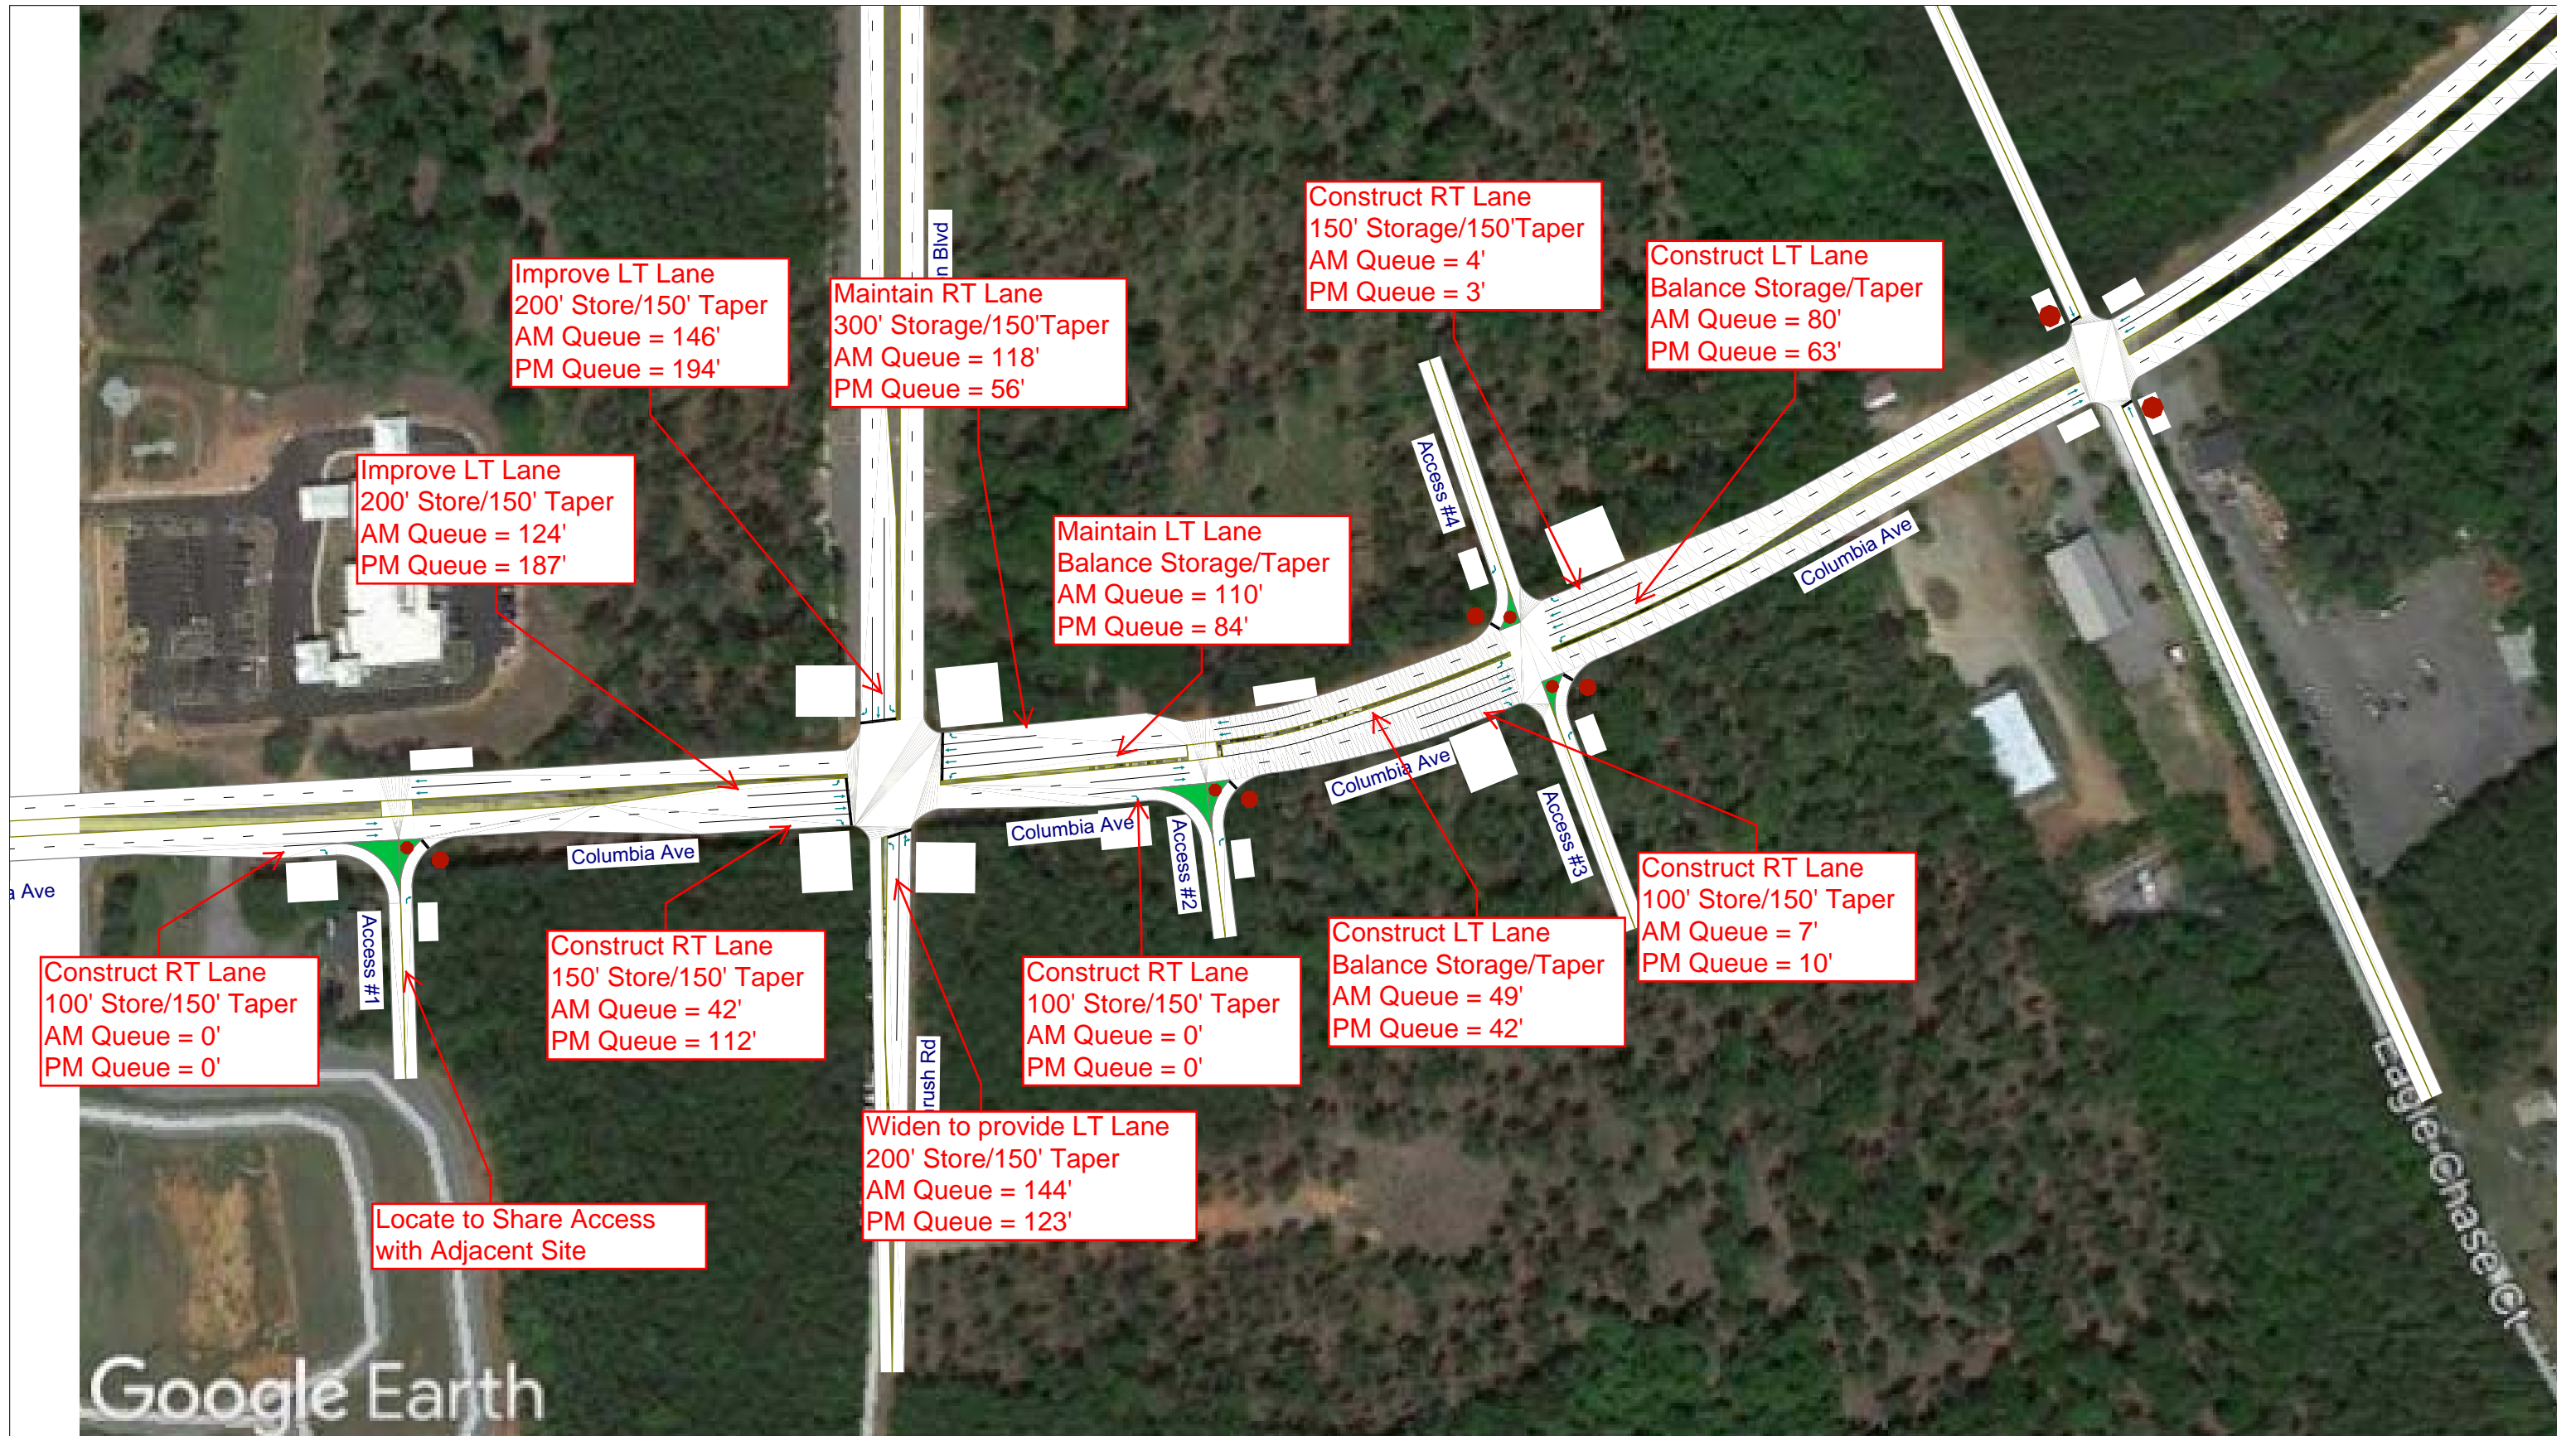 Construct RT Lane
150' Storage/150'Taper
AM Queue = 4'
PM Queue = 3'
n Blvd
Construct LT Lane
Balance Storage/Taper
AM Queue = 80'
PM Queue = 63'
Improve LT Lane
200' Store/150' Taper
AM Queue = 146'
PM Queue = 194'
Maintain RT Lane
300' Storage/150'Taper
AM Queue = 118'
PM Queue = 56'
Improve LT Lane
200' Store/150' Taper
AM Queue = 124'
PM Queue = 187'
Access #4
Maintain LT Lane
Balance Storage/Taper
AM Queue = 110'
PM Queue = 84'
Columbia Ave
Columbia Ave
Columbia Ave
Columbia Ave
a Ave
Access #1
Access #2
Access #3
Construct RT Lane
100' Store/150' Taper
AM Queue = 7'
PM Queue = 10'
Construct LT Lane
Balance Storage/Taper
AM Queue = 49'
PM Queue = 42'
Construct RT Lane
150' Store/150' Taper
AM Queue = 42'
PM Queue = 112'
Construct RT Lane
100' Store/150' Taper
AM Queue = 0'
PM Queue = 0'
Construct RT Lane
100' Store/150' Taper
AM Queue = 0'
PM Queue = 0'
rush Rd
Widen to provide LT Lane
200' Store/150' Taper
AM Queue = 144'
PM Queue = 123'
Locate to Share Access
with Adjacent Site
Eagle Chase Ct
Google Earth